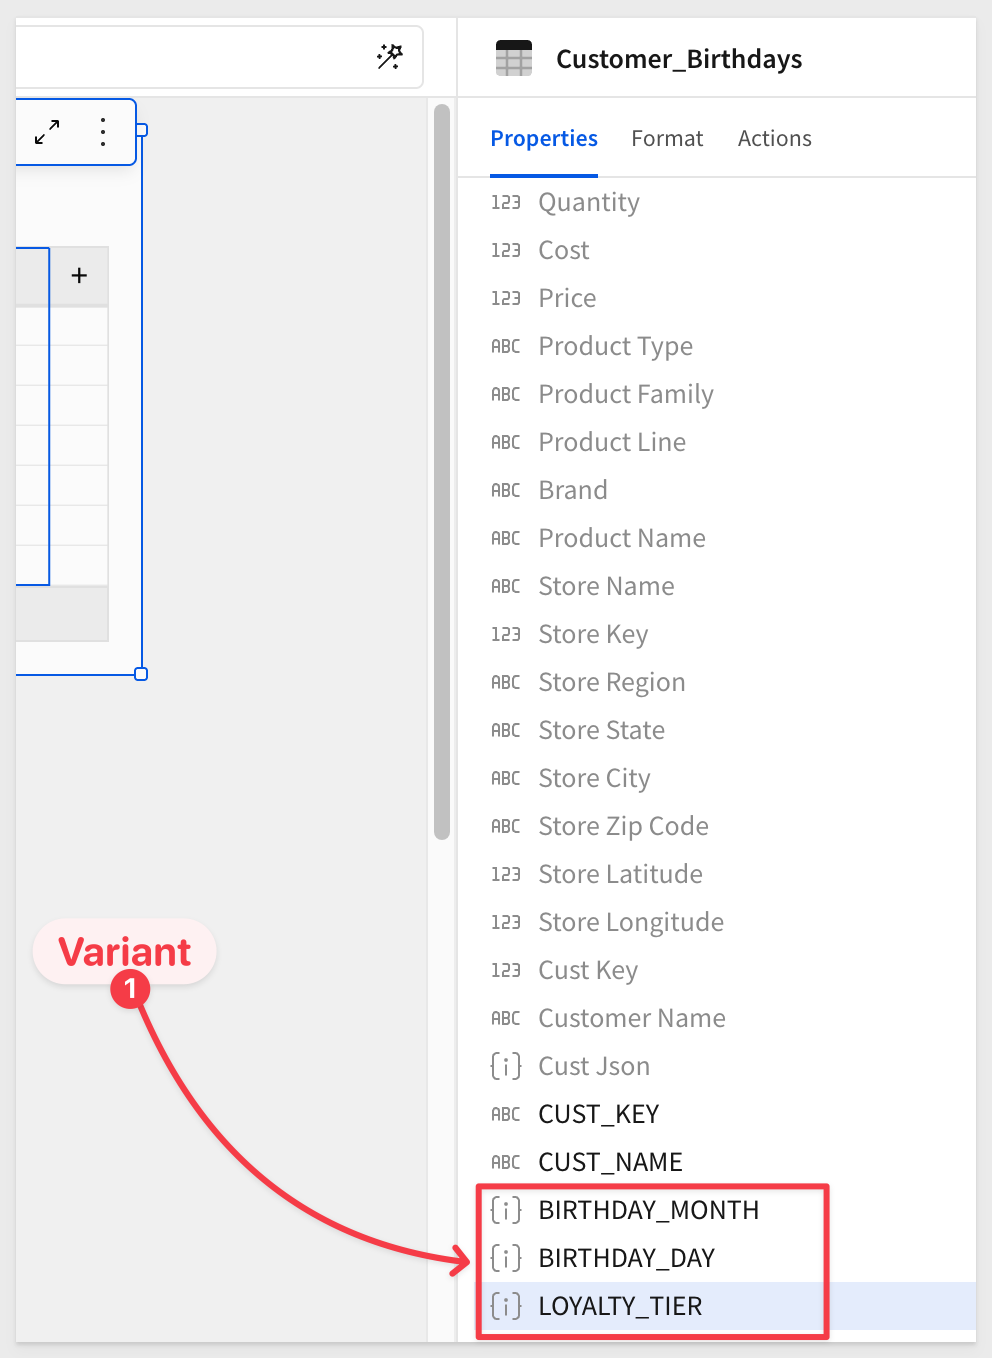 Customer_Birthdays
Properties Format Actions
123 Quantity
123 Cost
123 Price
ABC Product Type
ABC Product Family
ABC Product Line
ABC Brand
ABC Product Name
ABC Store Name
123 Store Key
ABC Store Region
ABC Store State
ABC Store City
ABC Store Zip Code
123 Store Latitude
123 Store Longitude
123 Cust Key
ABC Customer Name
{i} Cust Json
ABC CUST_KEY
ABC CUST_NAME
{i} BIRTHDAY_MONTH
{i} BIRTHDAY_DAY
{i} LOYALTY_TIER
Variant
1